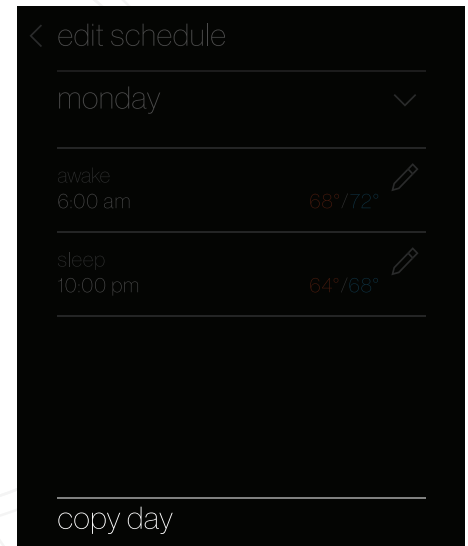 edit schedule
monday
awake
6:00 am 68°/72°
sleep
10:00 pm 64°/68°
copy day